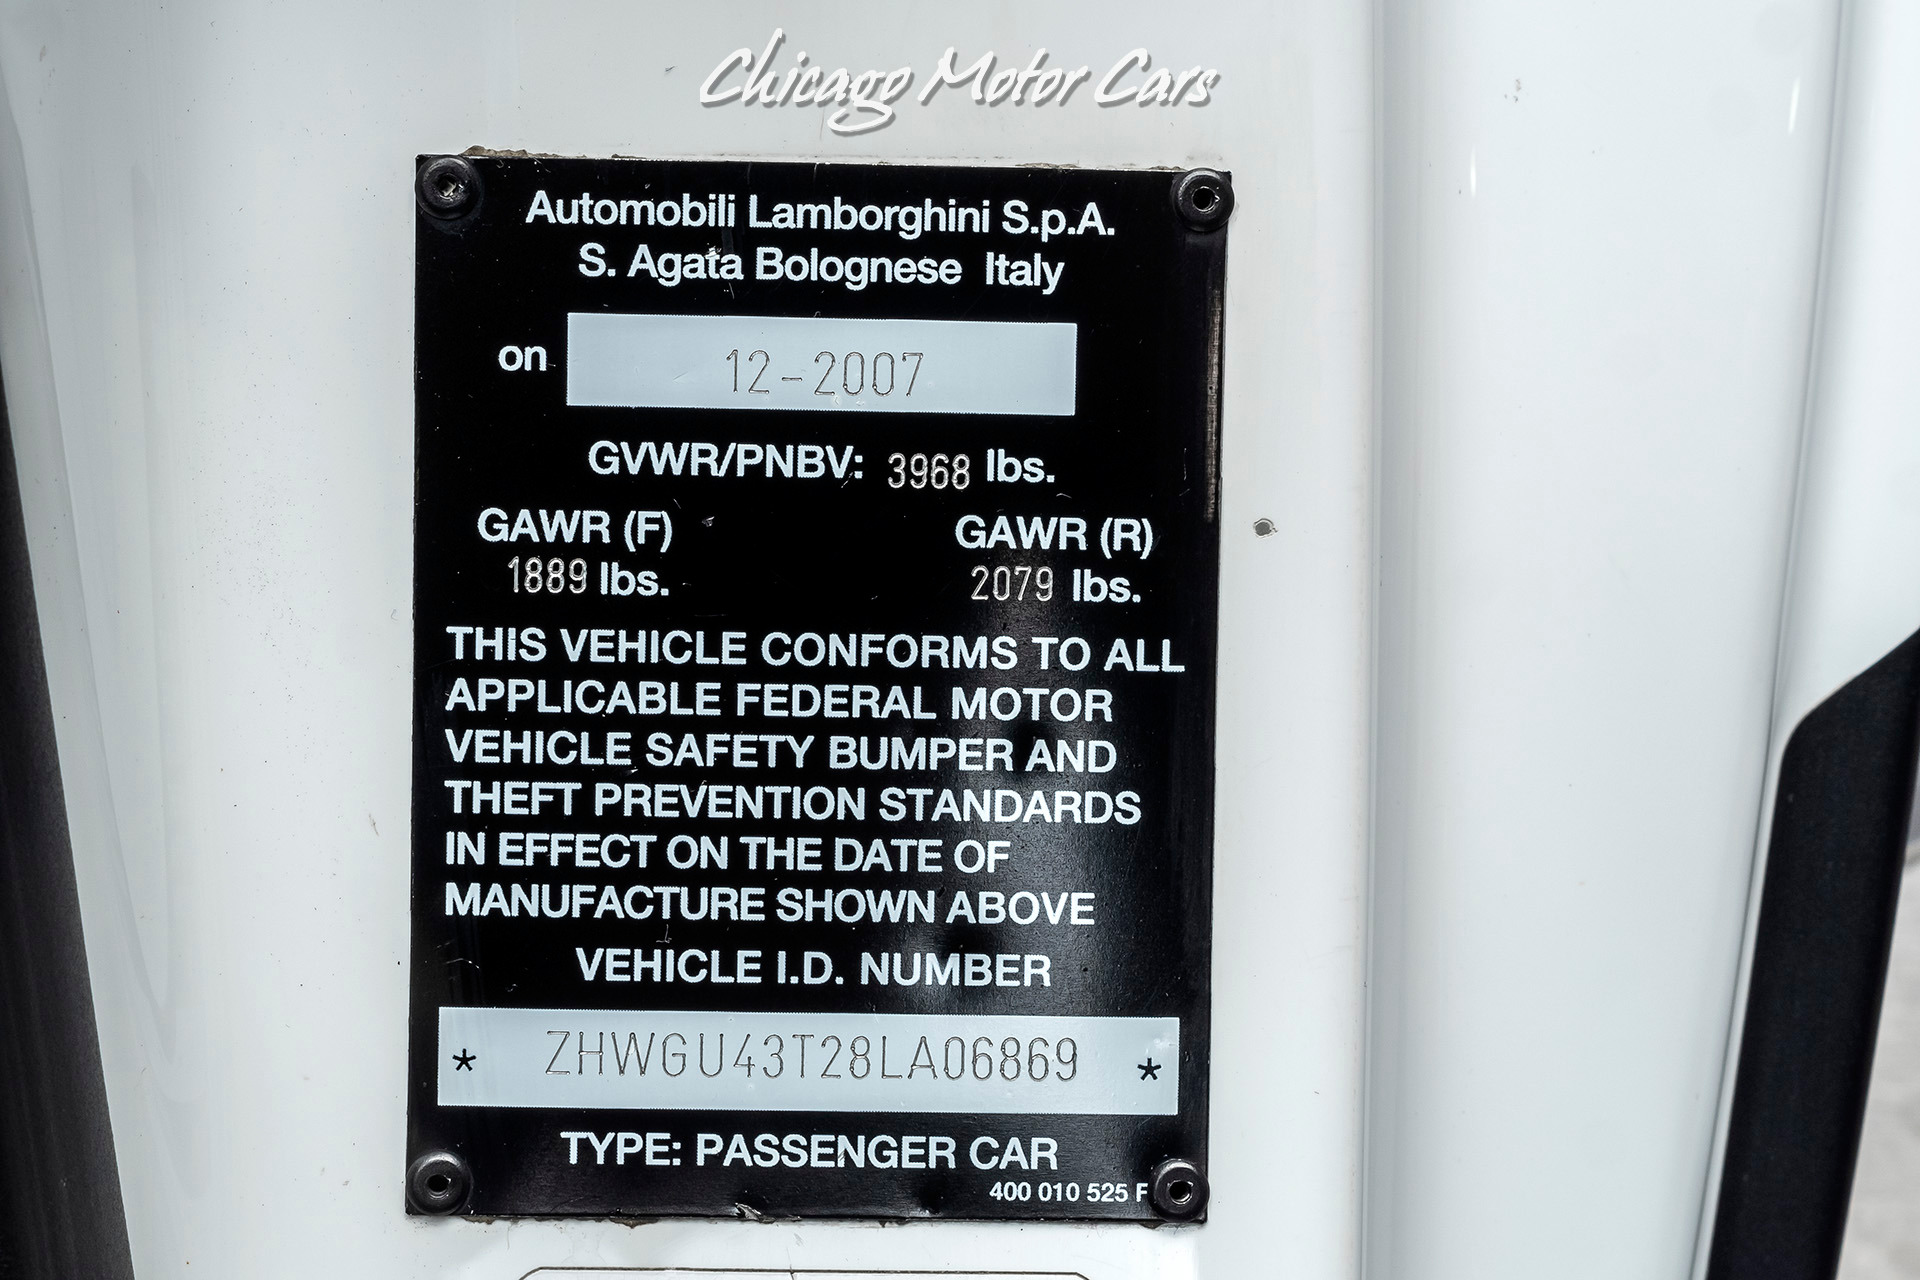 Chicago Motor Cars
Automobili Lamborghini S.p.A.
S. Agata Bolognese Italy
on 12-2007
GVWR/PNBV: 3968 lbs.
GAWR (F) GAWR (R)
1889 lbs. 2079 lbs.
THIS VEHICLE CONFORMS TO ALL
APPLICABLE FEDERAL MOTOR
VEHICLE SAFETY BUMPER AND
THEFT PREVENTION STANDARDS
IN EFFECT ON THE DATE OF
MANUFACTURE SHOWN ABOVE
VEHICLE I.D. NUMBER
* ZHWGU43T28LA06869 *
TYPE: PASSENGER CAR
400 010 525 F